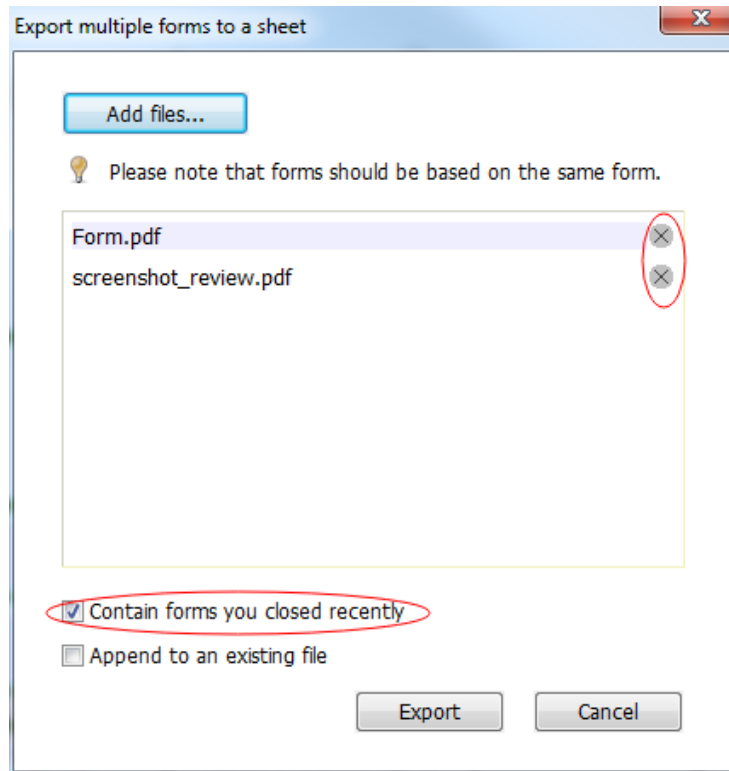 Export multiple forms to a sheet
Add files...
Please note that forms should be based on the same form.
Form.pdf
screenshot_review.pdf
Contain forms you closed recently
Append to an existing file
Export Cancel